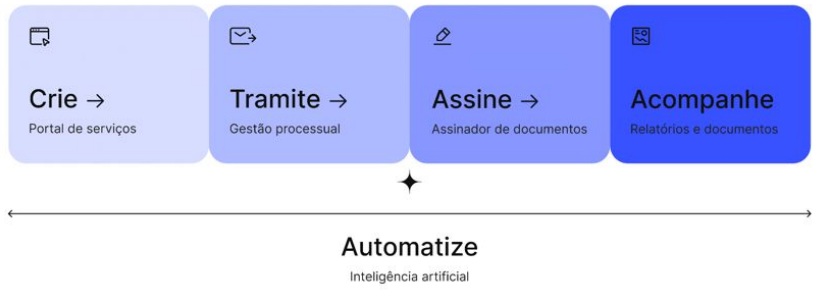 Crie →
Portal de serviços
Tramite →
Gestão processual
Assine →
Assinador de documentos
Acompanhe
Relatórios e documentos
Automatize
Inteligência artificial